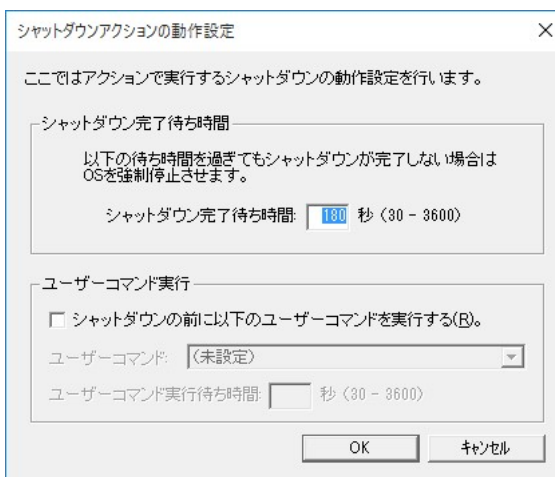 シャットダウンアクションの動作設定
ここではアクションで実行するシャットダウンの動作設定を行います。
シャットダウン完了待ち時間
以下の待ち時間を過ぎてもシャットダウンが完了しない場合は
OSを強制停止させます。
シャットダウン完了待ち時間: 180 秒 (30 - 3600)
ユーザーコマンド実行
シャットダウンの前に以下のユーザーコマンドを実行する(R)。
ユーザーコマンド: (未設定)
ユーザーコマンド実行待ち時間: 秒 (30 - 3600)
OK キャンセル